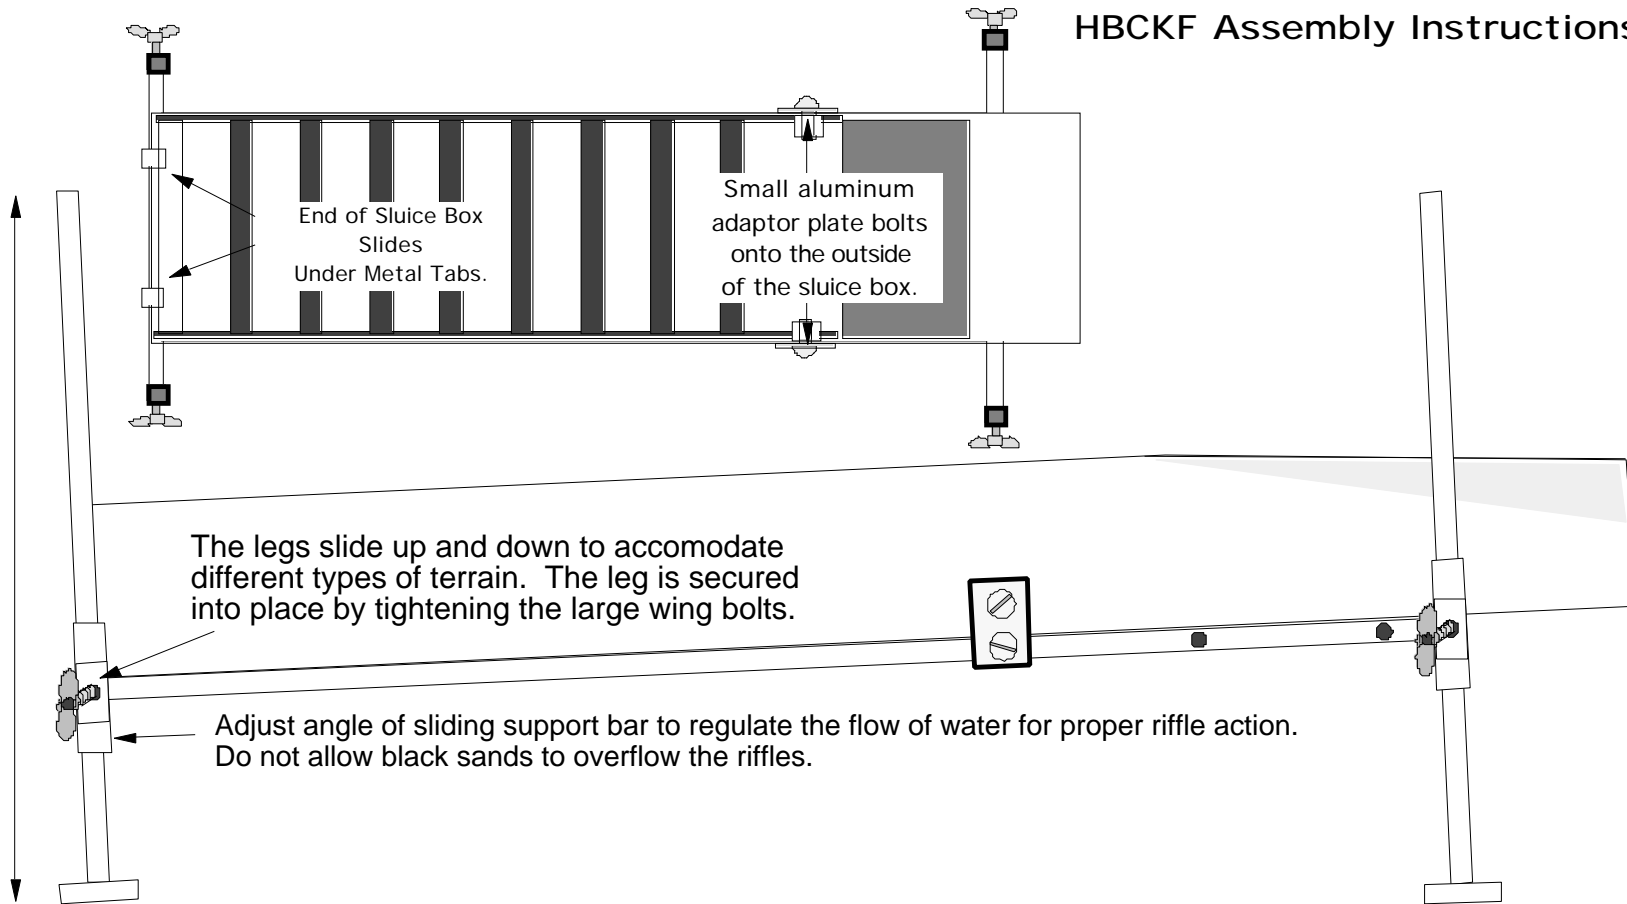 HBCKF Assembly Instructions
End of Sluice Box
Slides
Under Metal Tabs.
Small aluminum
adaptor plate bolts
onto the outside
of the sluice box.
The legs slide up and down to accomodate
different types of terrain.  The leg is secured
into place by tightening the large wing bolts.
Adjust angle of sliding support bar to regulate the flow of water for proper riffle action.
Do not allow black sands to overflow the riffles.